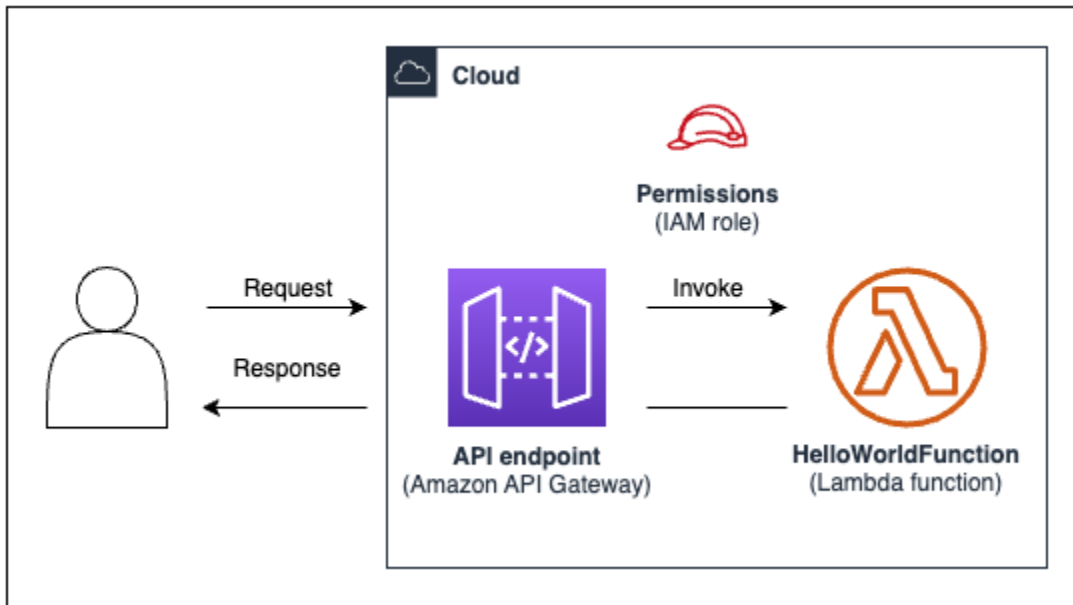 Cloud
Permissions
(IAM role)
Request
Invoke
Response
</>
API endpoint
(Amazon API Gateway)
HelloWorldFunction
(Lambda function)